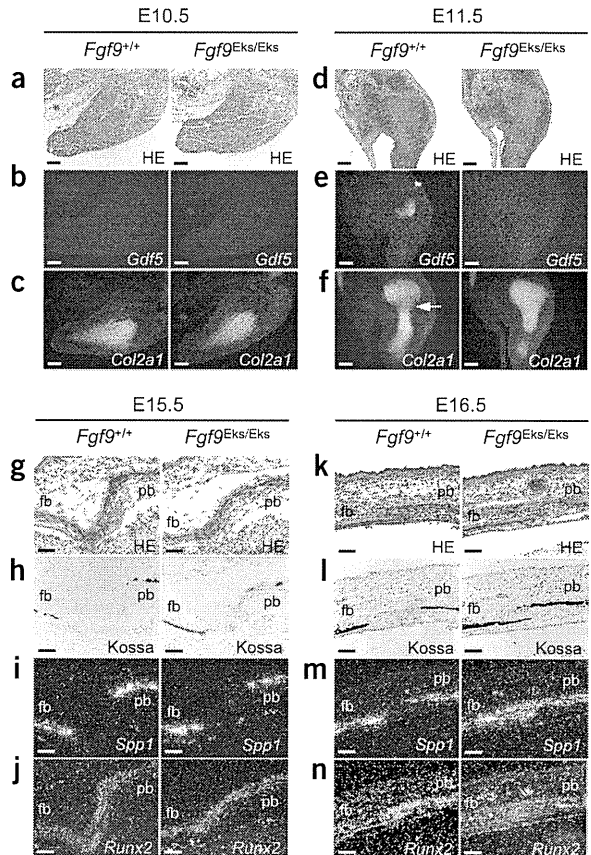 E10.5 E11.5
Fgf9+/+ Fgf9Eks/Eks Fgf9+/+ Fgf9Eks/Eks
a HE HE d HE HE
b Gdf5 Gdf5 e Gdf5 Gdf5
c Col2a1 Col2a1 f Col2a1 Col2a1
E15.5 E16.5
Fgf9+/+ Fgf9Eks/Eks Fgf9+/+ Fgf9Eks/Eks
g fb pb HE fb pb HE k fb pb HE fb pb HE
h fb pb fb pb Kossa l fb pb Kossa fb pb Kossa
i fb pb Spp1 fb pb Spp1 m fb pb Spp1 fb pb Spp1
j fb pb Runx2 fb pb Runx2 n fb pb Runx2 fb pb Runx2